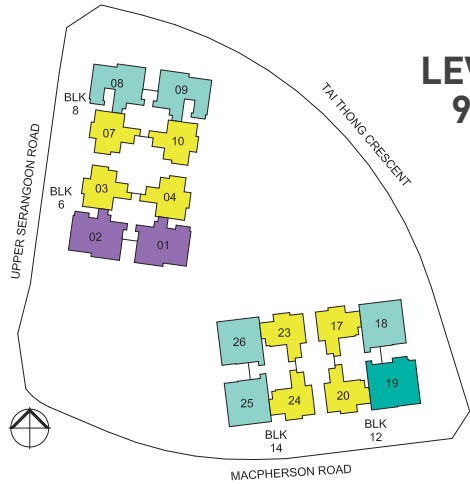 LEV
9
TAI THONG CRESCENT
UPPER SERANGOON ROAD
BLK
8
08
09
07
10
BLK
6
03
04
02
01
26
23
17
18
25
24
20
19
BLK
14
BLK
12
MACPHERSON ROAD